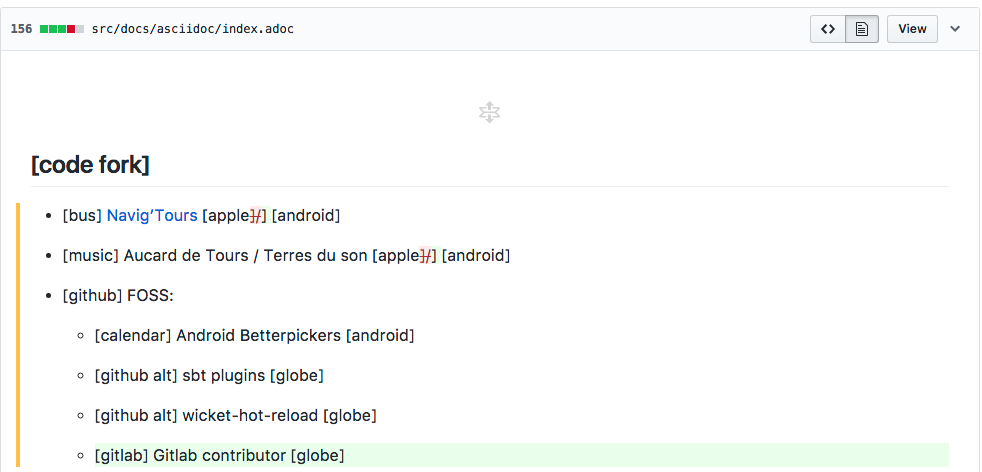 156 src/docs/asciidoc/index.adoc <> View
[code fork]
• [bus] Navig’Tours [apple]/] [android]
• [music] Aucard de Tours / Terres du son [apple]/] [android]
• [github] FOSS:
◦ [calendar] Android Betterpickers [android]
◦ [github alt] sbt plugins [globe]
◦ [github alt] wicket-hot-reload [globe]
◦ [gitlab] Gitlab contributor [globe]